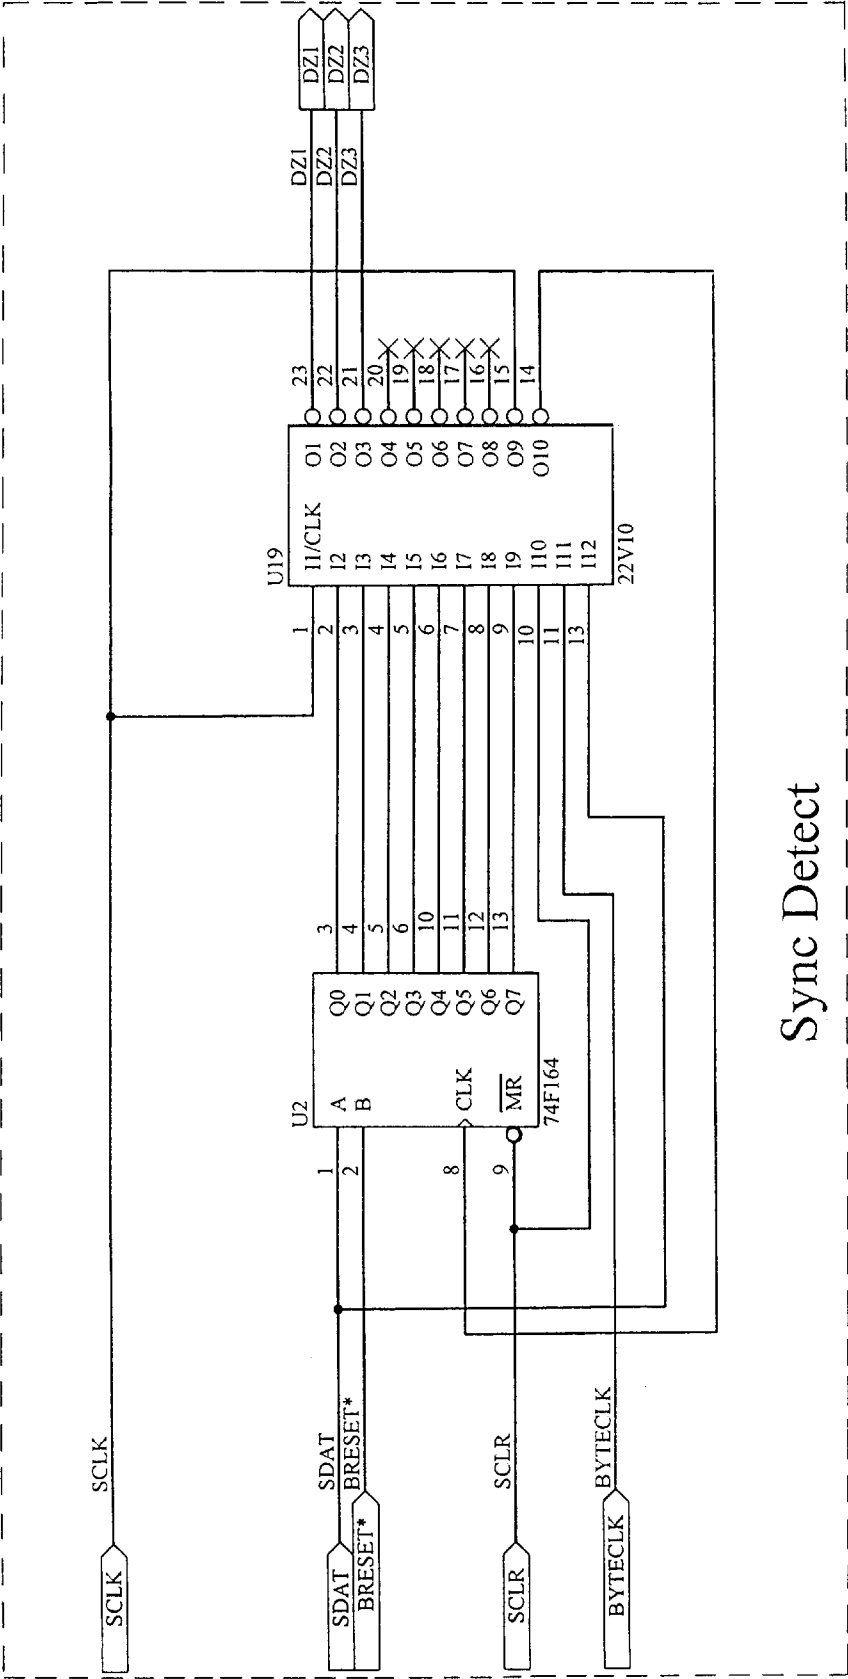 SCLK
SCLK
SDAT
SDAT
BRESET*
BRESET*
SCLR
SCLR
BYTECLK
BYTECLK
U2
1
2
8
9
A
B
CLK
MR
74F164
Q0
Q1
Q2
Q3
Q4
Q5
Q6
Q7
3
4
5
6
10
11
12
13
1
2
3
4
5
6
7
8
9
10
11
13
U19
I1/CLK
I2
I3
I4
I5
I6
I7
I8
I9
I10
I11
I12
22V10
O1
O2
O3
O4
O5
O6
O7
O8
O9
O10
23
22
21
20
19
18
17
16
15
14
DZ1
DZ2
DZ3
DZ1
DZ2
DZ3
Sync Detect